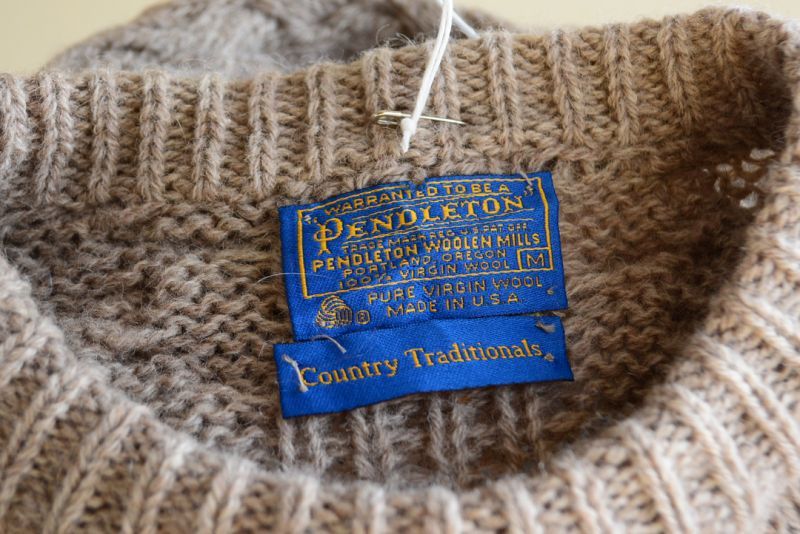 WARRANTED TO BE A
PENDLETON
TRADE MARK REG. U.S. PAT. OFF.
PENDLETON WOOLEN MILLS
PORTLAND, OREGON
100% VIRGIN WOOL M
PURE VIRGIN WOOL
® MADE IN U.S.A.
Country Traditionals